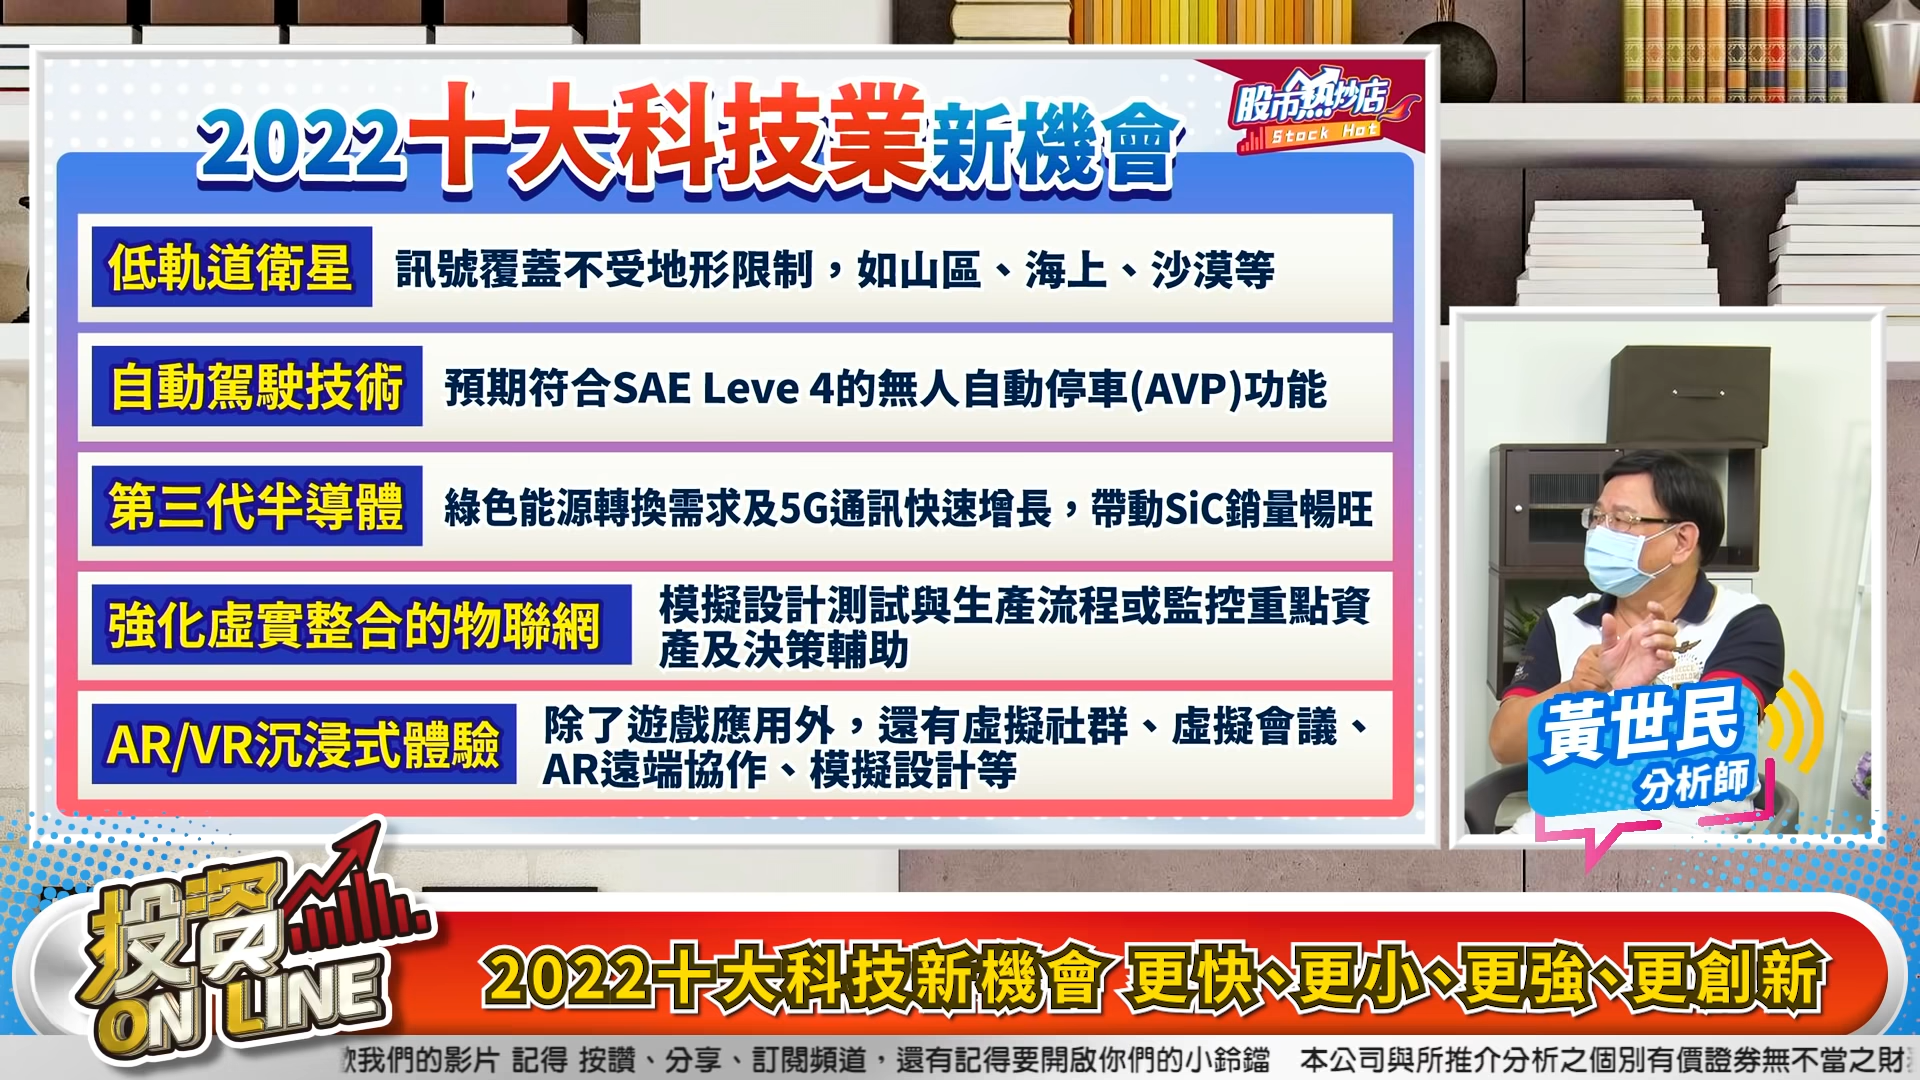 2022十大科技業新機會
股市熱炒店
Stock Hot
低軌道衛星
訊號覆蓋不受地形限制，如山區、海上、沙漠等
自動駕駛技術
預期符合SAE Leve 4的無人自動停車(AVP)功能
第三代半導體
綠色能源轉換需求及5G通訊快速增長，帶動SiC銷量暢旺
強化虛實整合的物聯網
模擬設計測試與生產流程或監控重點資
產及決策輔助
AR/VR沉浸式體驗
除了遊戲應用外，還有虛擬社群、虛擬會議、
AR遠端協作、模擬設計等
黃世民
分析師
投資
ON LINE
2022十大科技新機會 更快、更小、更強、更創新
我們的影片 記得 按讚、分享、訂閱頻道，還有記得要開啟你們的小鈴鐺 本公司與所推介分析之個別有價證券無不當之財